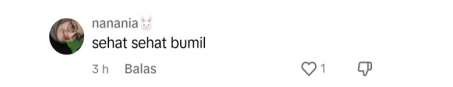 nanania🐰
sehat sehat bumil
3 h Balas 1